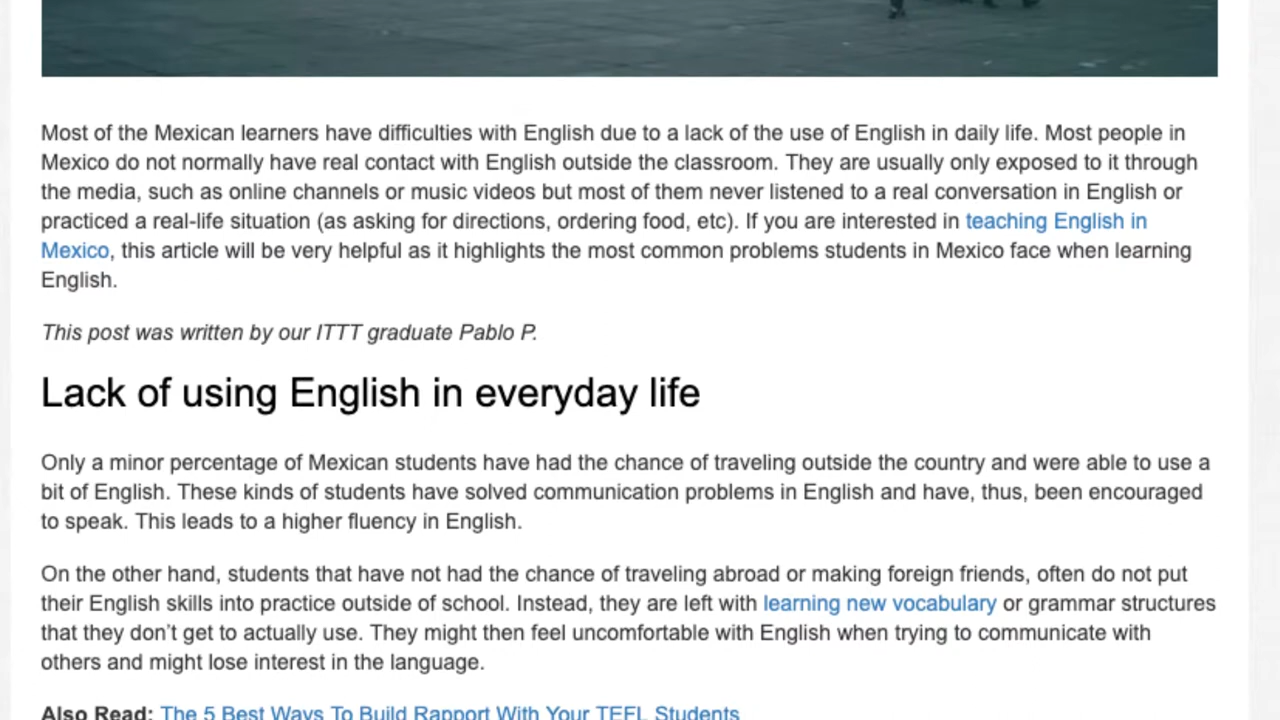 Most of the Mexican learners have difficulties with English due to a lack of the use of English in daily life. Most people in
Mexico do not normally have real contact with English outside the classroom. They are usually only exposed to it through
the media, such as online channels or music videos but most of them never listened to a real conversation in English or
practiced a real-life situation (as asking for directions, ordering food, etc). If you are interested in teaching English in
Mexico, this article will be very helpful as it highlights the most common problems students in Mexico face when learning
English.
This post was written by our ITTT graduate Pablo P.
Lack of using English in everyday life
Only a minor percentage of Mexican students have had the chance of traveling outside the country and were able to use a
bit of English. These kinds of students have solved communication problems in English and have, thus, been encouraged
to speak. This leads to a higher fluency in English.
On the other hand, students that have not had the chance of traveling abroad or making foreign friends, often do not put
their English skills into practice outside of school. Instead, they are left with learning new vocabulary or grammar structures
that they don’t get to actually use. They might then feel uncomfortable with English when trying to communicate with
others and might lose interest in the language.
Also Read: The 5 Best Ways To Build Rapport With Your TEFL Students